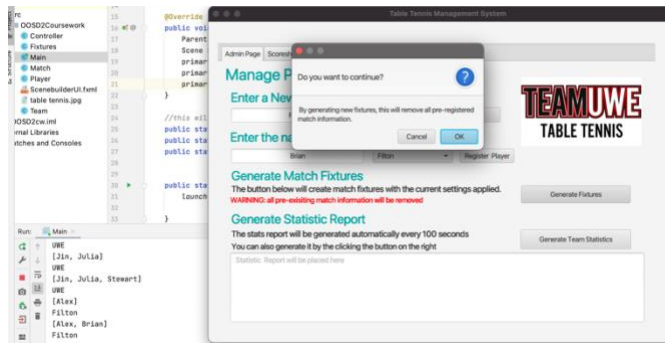 OOSD2Coursework
Controller
Fixtures
Main
Match
Player
ScenebuilderUI.fxml
table tennis.jpg
Team
OSD2cw.iml
rnal Libraries
atches and Consoles
15
16
17
18
19
20
21
22
23
24
25
26
27
28
29
30
31
32
33
@Override
public voi
Parent
Scene
primar
primar
primar
}
//this wil
public sta
public sta
public sta
public sta
launch
}
Run:
Main
UWE
[Jin, Julia]
UWE
[Jin, Julia, Stewart]
UWE
[Alex]
Filton
[Alex, Brian]
Filton
Table Tennis Management System
Admin Page
Scoresh
Manage P
Enter a New
Enter the na
Brian
Filton
Register Player
Do you want to continue?
By generating new fixtures, this will remove all pre-registered
match information.
Cancel
OK
TEAMUWE
TABLE TENNIS
Generate Match Fixtures
The button below will create match fixtures with the current settings applied.
WARNING: all pre-exisiting match information will be removed
Generate Fixtures
Generate Statistic Report
The stats report will be generated automatically every 100 seconds
You can also generate it by the clicking the button on the right
Generate Team Statistics
Statistic Report will be placed here